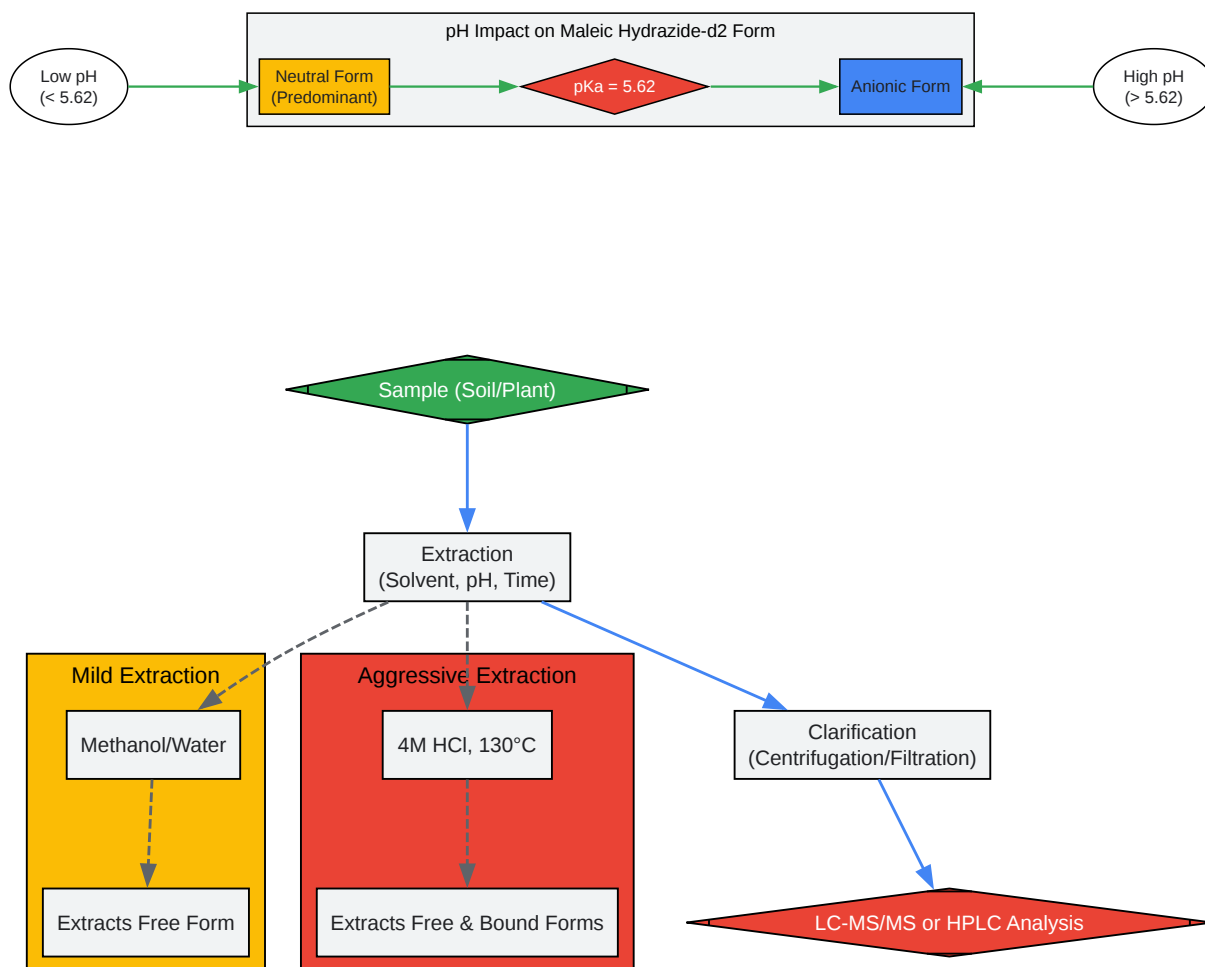 pH Impact on Maleic Hydrazide-d2 Form
Low pH
(< 5.62)
Neutral Form
(Predominant)
pKa = 5.62
Anionic Form
High pH
(> 5.62)
Sample (Soil/Plant)
Extraction
(Solvent, pH, Time)
Mild Extraction
Aggressive Extraction
Methanol/Water
4M HCl, 130°C
Clarification
(Centrifugation/Filtration)
Extracts Free Form
Extracts Free & Bound Forms
LC-MS/MS or HPLC Analysis